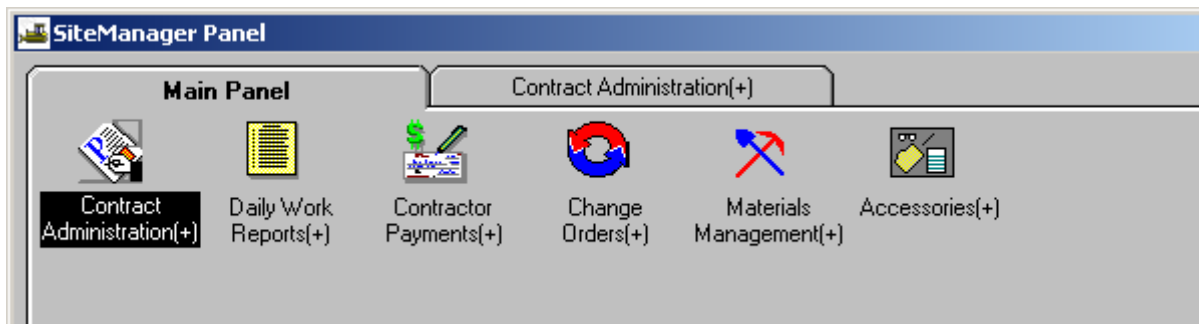 SiteManager Panel
Main Panel
Contract Administration(+)
Contract
Administration(+)
Daily Work
Reports(+)
Contractor
Payments(+)
Change
Orders(+)
Materials
Management(+)
Accessories(+)